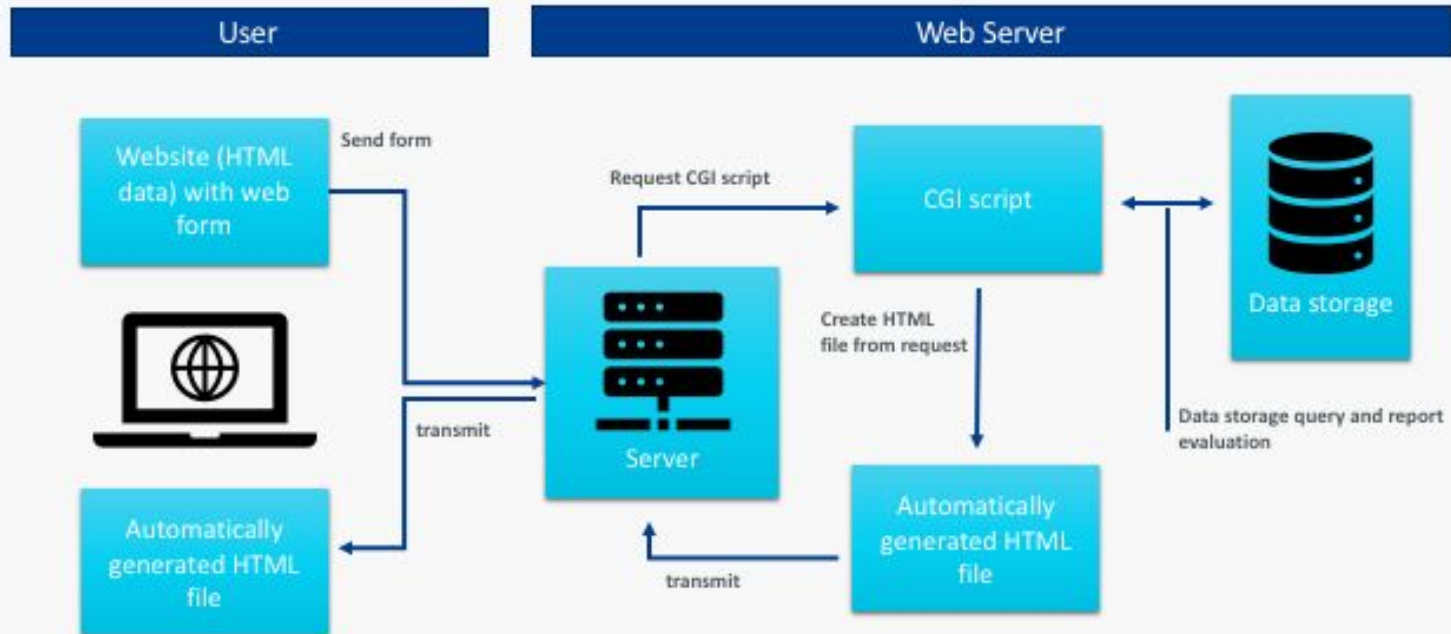 User
Web Server
Website (HTML
data) with web
form
Send form
Request CGI script
CGI script
Data storage
Create HTML
file from request
Data storage query and report
evaluation
transmit
Server
Automatically
generated HTML
file
transmit
Automatically
generated HTML
file